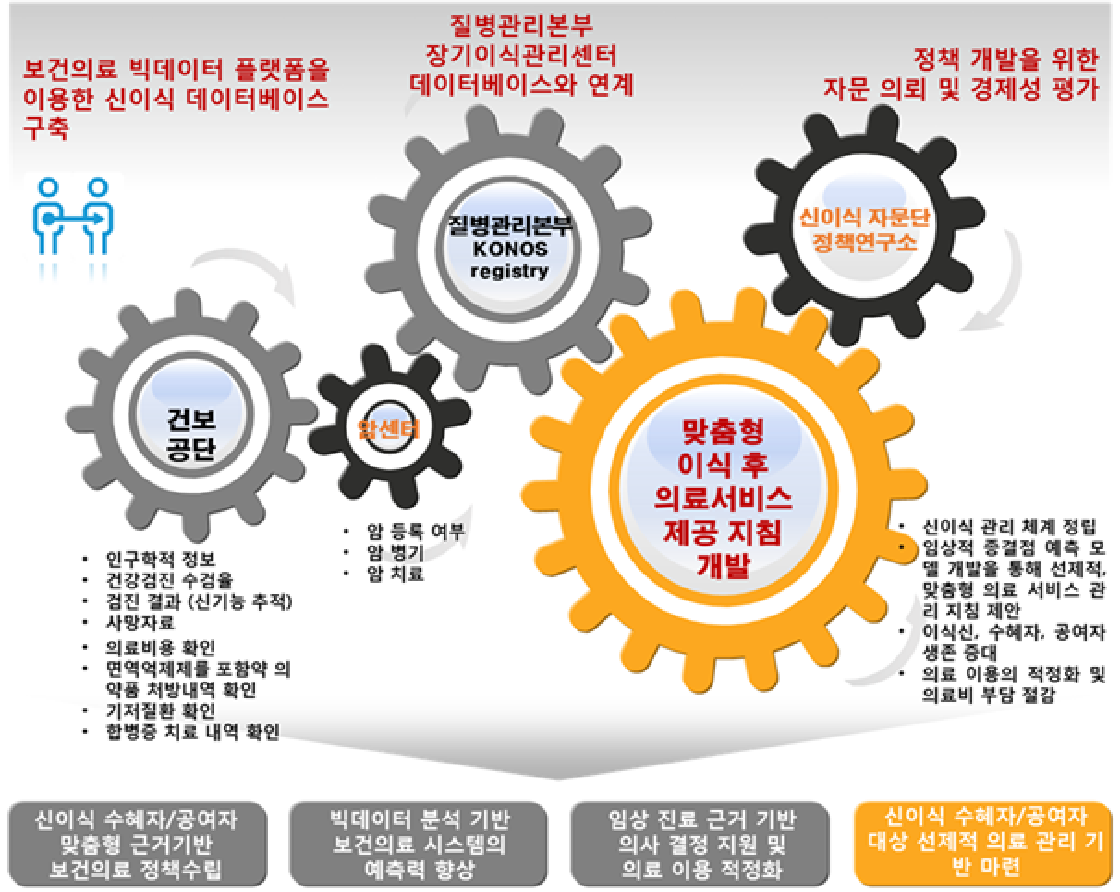 보건의료 빅데이터 플랫폼을
이용한 신이식 데이터베이스
구축
질병관리본부
장기이식관리센터
데이터베이스와 연계
정책 개발을 위한
자문 의뢰 및 경제성 평가
질병관리본부
KONOS
registry
신이식 자문단
정책연구소
건보
공단
암센터
맞춤형
이식 후
의료서비스
제공 지침
개발
• 인구학적 정보
• 건강검진 수검율
• 검진 결과 (신기능 추적)
• 사망자료
• 의료비용 확인
• 면역억제제를 포함약 의
약품 처방내역 확인
• 기저질환 확인
• 합병증 치료 내역 확인
• 암 등록 여부
• 암 병기
• 암 치료
• 신이식 관리 체계 정립
• 임상적 종결점 예측 모
델 개발을 통해 선제적,
맞춤형 의료 서비스 관
리 지침 제안
• 이식신, 수혜자, 공여자
생존 증대
• 의료 이용의 적정화 및
의료비 부담 절감
신이식 수혜자/공여자
맞춤형 근거기반
보건의료 정책수립
빅데이터 분석 기반
보건의료 시스템의
예측력 향상
임상 진료 근거 기반
의사 결정 지원 및
의료 이용 적정화
신이식 수혜자/공여자
대상 선제적 의료 관리 기
반 마련